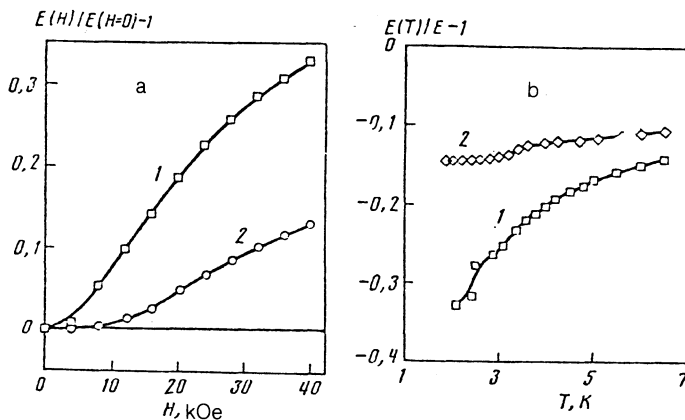 E(H)/E(H=0)-1
0,3
0,2
0,1
0
a
1
2
0 10 20 30 40
H, kOe
E(T)/E-1
0
-0,1
-0,2
-0,3
-0,4
b
2
1
1 3 5 7
T, K